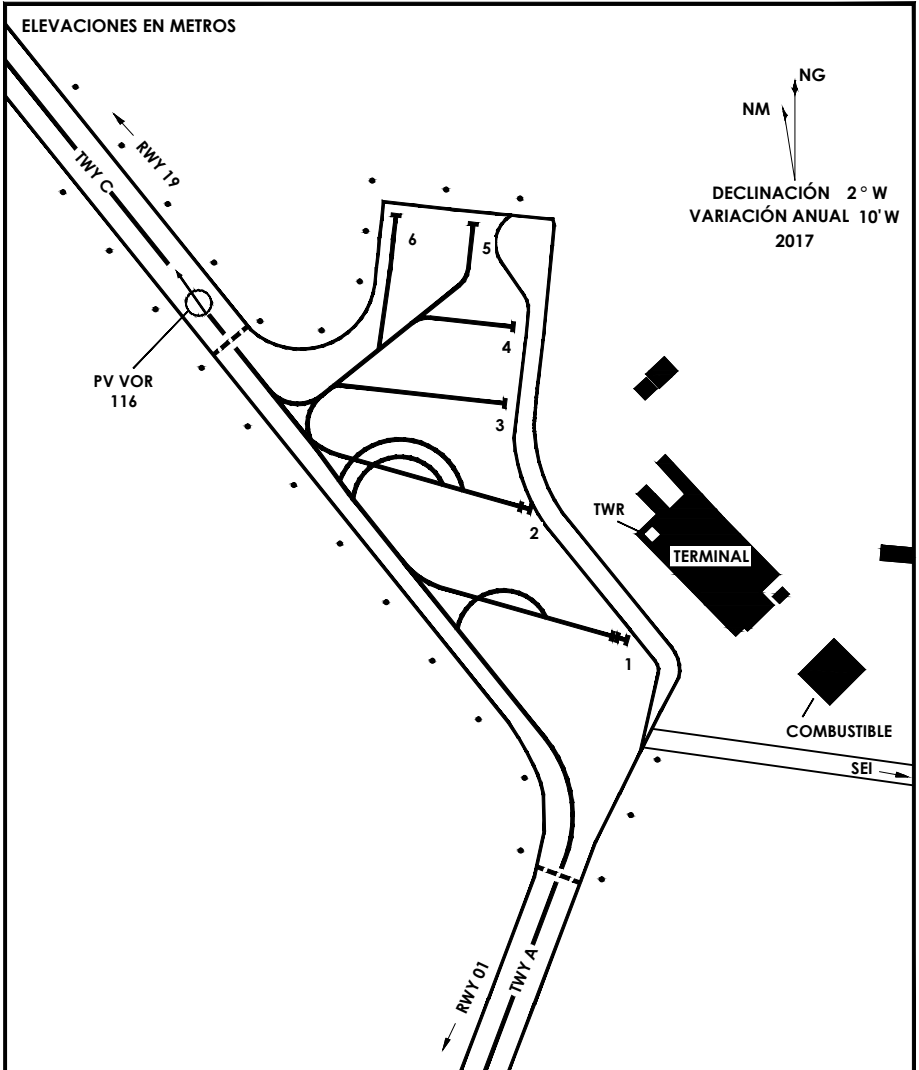 ELEVACIONES EN METROS
NG
NM
DECLINACIÓN 2° W
VARIACIÓN ANUAL 10' W
2017
RWY 19
TWY C
6
5
4
PV VOR
116
3
TWR
2
TERMINAL
1
COMBUSTIBLE
SEI
TWY A
RWY 01